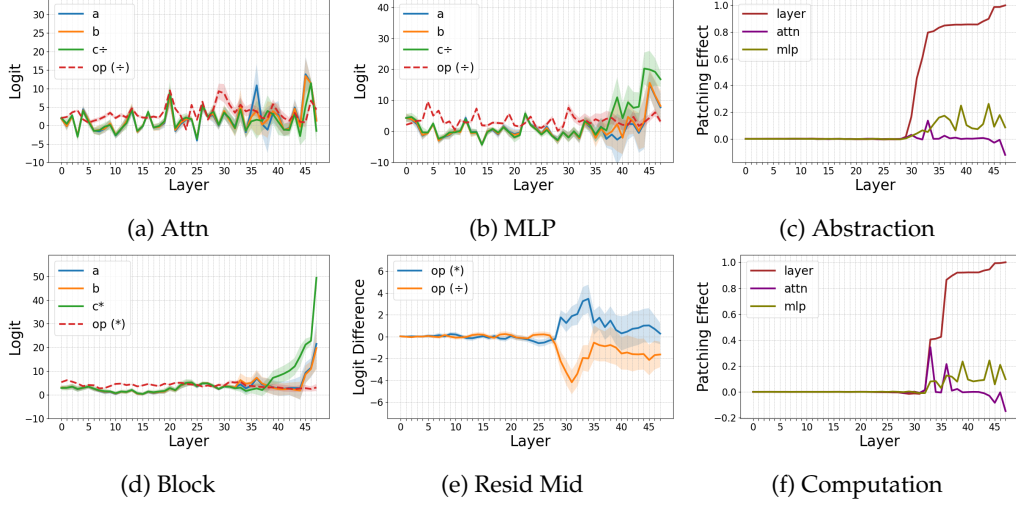 35
30
25
20
15
10
5
0
−5
−10
Logit
a
b
c÷
op (÷)
0 5 10 15 20 25 30 35 40 45
Layer
(a) Attn
40
30
20
10
0
−10
Logit
a
b
c÷
op (÷)
0 5 10 15 20 25 30 35 40 45
Layer
(b) MLP
1.0
0.8
0.6
0.4
0.2
0.0
Patching Effect
layer
attn
mlp
0 5 10 15 20 25 30 35 40 45
Layer
(c) Abstraction
50
40
30
20
10
0
−10
Logit
a
b
c*
op (*)
0 5 10 15 20 25 30 35 40 45
Layer
(d) Block
6
4
2
0
−2
−4
−6
Logit Difference
op (*)
op (÷)
0 5 10 15 20 25 30 35 40 45
Layer
(e) Resid Mid
1.0
0.8
0.6
0.4
0.2
0.0
−0.2
Patching Effect
layer
attn
mlp
0 5 10 15 20 25 30 35 40 45
Layer
(f) Computation